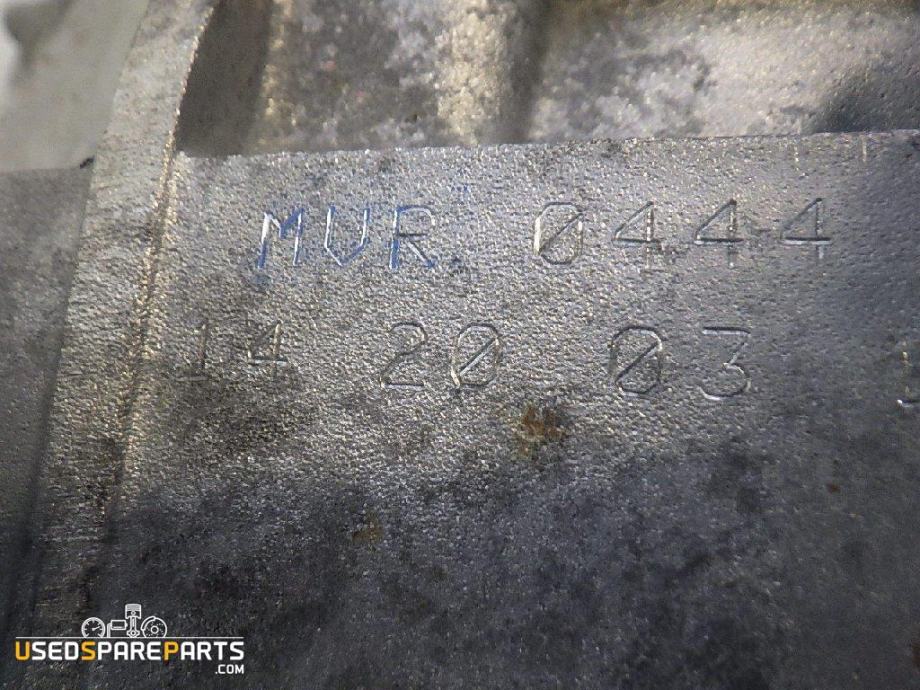 MVR. 0444
14 20 03
USEDSPAREPARTS
.COM